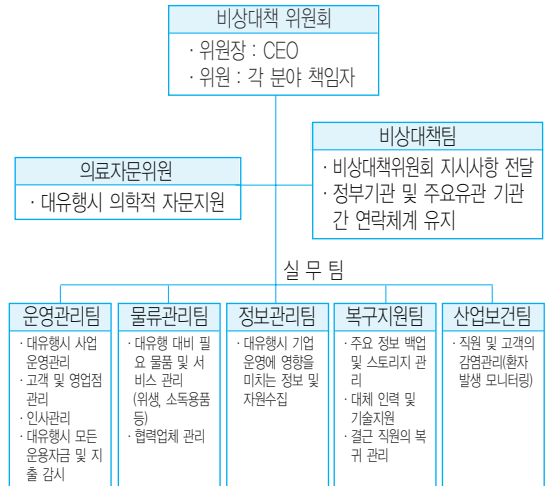 비상대책 위원회
· 위원장 : CEO
· 위원 : 각 분야 책임자
의료자문위원
· 대유행시 의학적 자문지원
비상대책팀
· 비상대책위원회 지시사항 전달
· 정부기관 및 주요유관 기관
간 연락체계 유지
실 무 팀
운영관리팀
· 대유행시 사업
운영관리
· 고객 및 영업점
관리
· 인사관리
· 대유행시 모든
운용자금 및 지
출 감시
물류관리팀
· 대유행 대비 필
요 물품 및 서
비스 관리
(위생, 소독용품
등)
· 협력업체 관리
정보관리팀
· 대유행시 기업
운영에 영향을
미치는 정보 및
자원수집
복구지원팀
· 주요 정보 백업
및 스토리지 관
리
· 대체 인력 및
기술지원
· 결근 직원의 복
귀 관리
산업보건팀
· 직원 및 고객의
감염관리(환자
발생 모니터링)